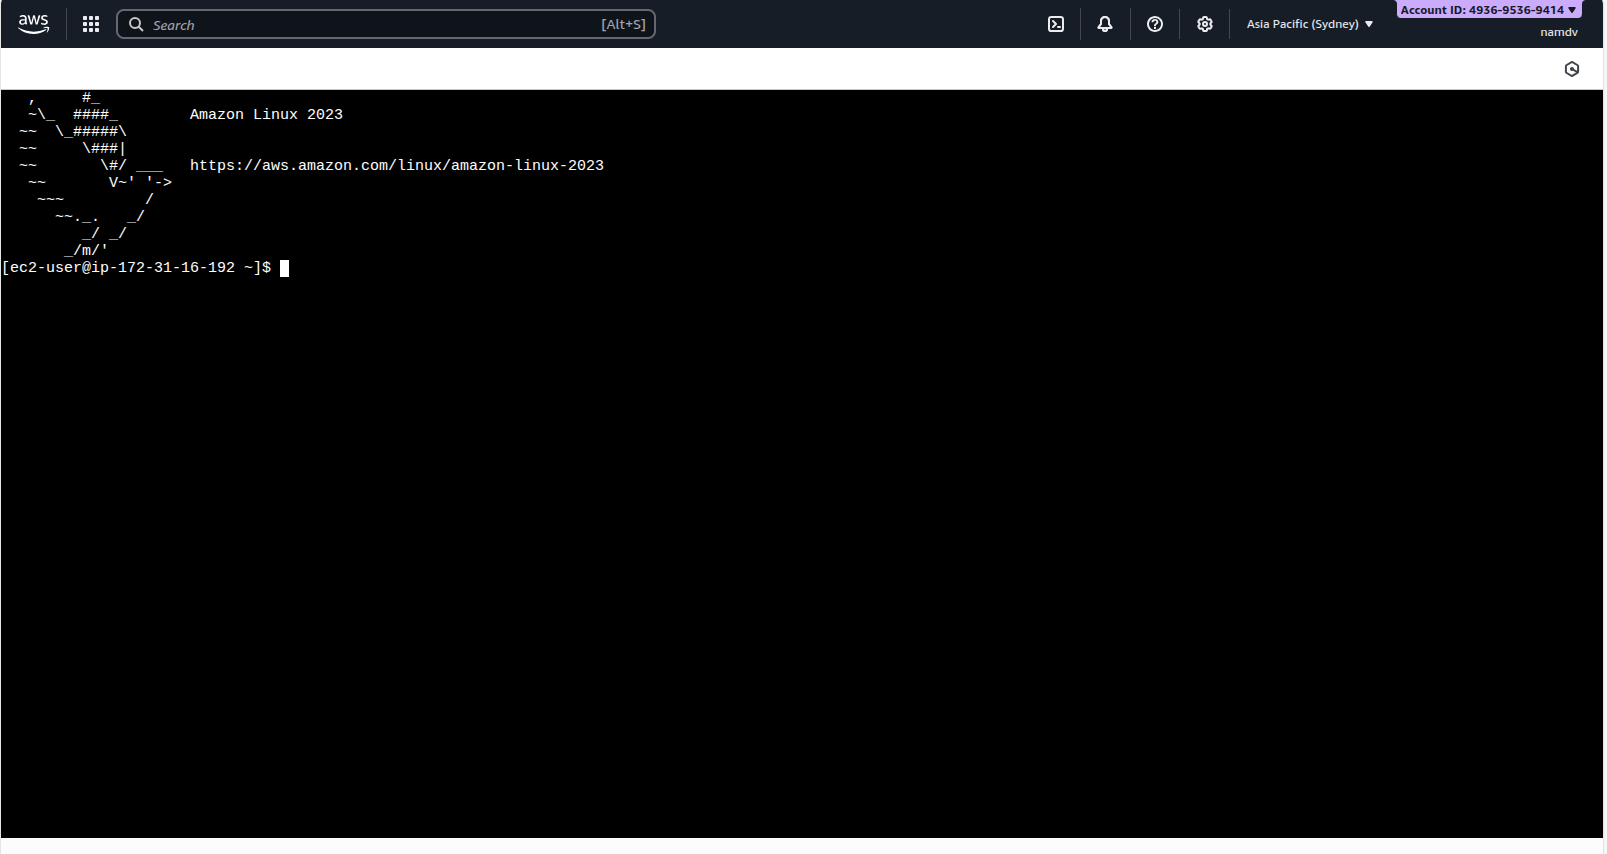 aws
Search
[Alt+S]
Asia Pacific (Sydney)
Account ID: 4936-9536-9414
namdv
   ,     #_
   ~\_  ####_        Amazon Linux 2023
  ~~  \_#####\
  ~~     \###|
  ~~       \#/ ___   https://aws.amazon.com/linux/amazon-linux-2023
   ~~       V~' '->
    ~~~         /
      ~~._.   _/
         _/ _/
       _/m/'
[ec2-user@ip-172-31-16-192 ~]$